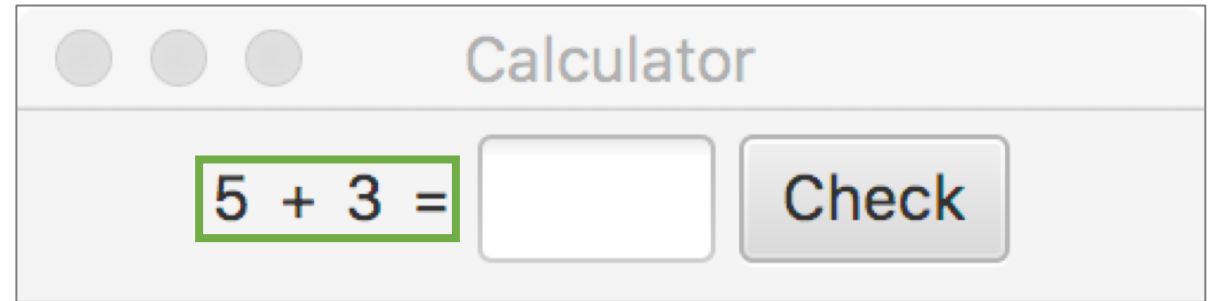 Calculator
5 + 3 = Check